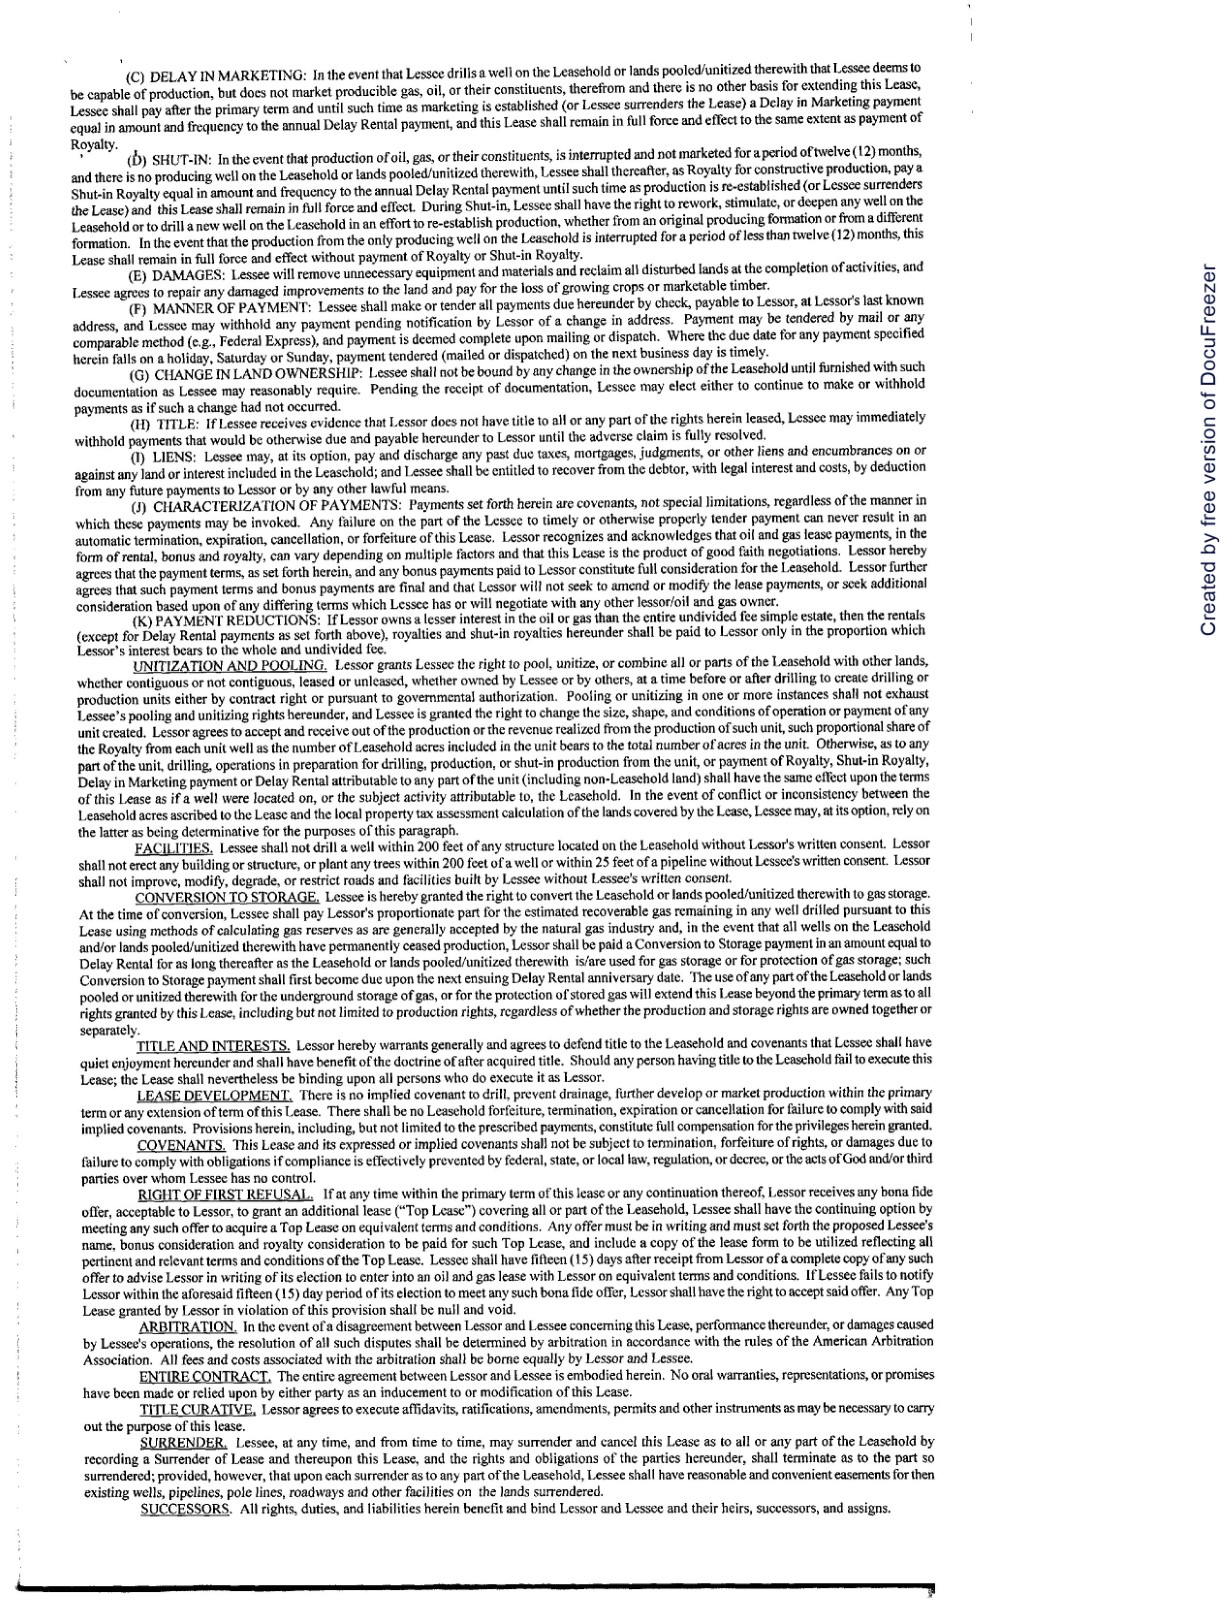 (C) DELAY IN MARKETING: In the event that Lessee drills a well on the Leasehold or lands pooled/unitized therewith that Lessee deems to
be capable of production, but does not market producible gas, oil, or their constituents, therefrom and there is no other basis for extending this Lease,
Lessee shall pay after the primary term and until such time as marketing is established (or Lessee surrenders the Lease) a Delay in Marketing payment
equal in amount and frequency to the annual Delay Rental payment, and this Lease shall remain in full force and effect to the same extent as payment of
Royalty.
(D) SHUT-IN: In the event that production of oil, gas, or their constituents, is interrupted and not marketed for a period of twelve (12) months,
and there is no producing well on the Leasehold or lands pooled/unitized therewith, Lessee shall thereafter, as Royalty for constructive production, pay a
Shut-in Royalty equal in amount and frequency to the annual Delay Rental payment until such time as production is re-established (or Lessee surrenders
the Lease) and this Lease shall remain in full force and effect. During Shut-in, Lessee shall have the right to rework, stimulate, or deepen any well on the
Leasehold or to drill a new well on the Leasehold in an effort to re-establish production, whether from an original producing formation or from a different
formation. In the event that the production from the only producing well on the Leasehold is interrupted for a period of less than twelve (12) months, this
Lease shall remain in full force and effect without payment of Royalty or Shut-in Royalty.
(E) DAMAGES: Lessee will remove unnecessary equipment and materials and reclaim all disturbed lands at the completion of activities, and
Lessee agrees to repair any damaged improvements to the land and pay for the loss of growing crops or marketable timber.
(F) MANNER OF PAYMENT: Lessee shall make or tender all payments due hereunder by check, payable to Lessor, at Lessor's last known
address, and Lessee may withhold any payment pending notification by Lessor of a change in address. Payment may be tendered by mail or any
comparable method (e.g., Federal Express), and payment is deemed complete upon mailing or dispatch. Where the due date for any payment specified
herein falls on a holiday, Saturday or Sunday, payment tendered (mailed or dispatched) on the next business day is timely.
(G) CHANGE IN LAND OWNERSHIP: Lessee shall not be bound by any change in the ownership of the Leasehold until furnished with such
documentation as Lessee may reasonably require. Pending the receipt of documentation, Lessee may elect either to continue to make or withhold
payments as if such a change had not occurred.
(H) TITLE: If Lessee receives evidence that Lessor does not have title to all or any part of the rights herein leased, Lessee may immediately
withhold payments that would be otherwise due and payable hereunder to Lessor until the adverse claim is fully resolved.
(I) LIENS: Lessee may, at its option, pay and discharge any past due taxes, mortgages, judgments, or other liens and encumbrances on or
against any land or interest included in the Leasehold; and Lessee shall be entitled to recover from the debtor, with legal interest and costs, by deduction
from any future payments to Lessor or by any other lawful means.
(J) CHARACTERIZATION OF PAYMENTS: Payments set forth herein are covenants, not special limitations, regardless of the manner in
which these payments may be invoked. Any failure on the part of the Lessee to timely or otherwise properly tender payment can never result in an
automatic termination, expiration, cancellation, or forfeiture of this Lease. Lessor recognizes and acknowledges that oil and gas lease payments, in the
form of rental, bonus and royalty, can vary depending on multiple factors and that this Lease is the product of good faith negotiations. Lessor hereby
agrees that the payment terms, as set forth herein, and any bonus payments paid to Lessor constitute full consideration for the Leasehold. Lessor further
agrees that such payment terms and bonus payments are final and that Lessor will not seek to amend or modify the lease payments, or seek additional
consideration based upon of any differing terms which Lessee has or will negotiate with any other lessor/oil and gas owner.
(K) PAYMENT REDUCTIONS: If Lessor owns a lesser interest in the oil or gas than the entire undivided fee simple estate, then the rentals
(except for Delay Rental payments as set forth above), royalties and shut-in royalties hereunder shall be paid to Lessor only in the proportion which
Lessor's interest bears to the whole and undivided fee.
UNITIZATION AND POOLING. Lessor grants Lessee the right to pool, unitize, or combine all or parts of the Leasehold with other lands,
whether contiguous or not contiguous, leased or unleased, whether owned by Lessee or by others, at a time before or after drilling to create drilling or
production units either by contract right or pursuant to governmental authorization. Pooling or unitizing in one or more instances shall not exhaust
Lessee's pooling and unitizing rights hereunder, and Lessee is granted the right to change the size, shape, and conditions of operation or payment of any
unit created. Lessor agrees to accept and receive out of the production or the revenue realized from the production of such unit, such proportional share of
the Royalty from each unit well as the number of Leasehold acres included in the unit bears to the total number of acres in the unit. Otherwise, as to any
part of the unit, drilling, operations in preparation for drilling, production, or shut-in production from the unit, or payment of Royalty, Shut-in Royalty,
Delay in Marketing payment or Delay Rental attributable to any part of the unit (including non-Leasehold land) shall have the same effect upon the terms
of this Lease as if a well were located on, or the subject activity attributable to, the Leasehold. In the event of conflict or inconsistency between the
Leasehold acres ascribed to the Lease and the local property tax assessment calculation of the lands covered by the Lease, Lessee may, at its option, rely on
the latter as being determinative for the purposes of this paragraph.
FACILITIES. Lessee shall not drill a well within 200 feet of any structure located on the Leasehold without Lessor's written consent. Lessor
shall not erect any building or structure, or plant any trees within 200 feet of a well or within 25 feet of a pipeline without Lessee's written consent. Lessor
shall not improve, modify, degrade, or restrict roads and facilities built by Lessee without Lessee's written consent.
CONVERSION TO STORAGE. Lessee is hereby granted the right to convert the Leasehold or lands pooled/unitized therewith to gas storage.
At the time of conversion, Lessee shall pay Lessor's proportionate part for the estimated recoverable gas remaining in any well drilled pursuant to this
Lease using methods of calculating gas reserves as are generally accepted by the natural gas industry and, in the event that all wells on the Leasehold
and/or lands pooled/unitized therewith have permanently ceased production, Lessor shall be paid a Conversion to Storage payment in an amount equal to
Delay Rental for as long thereafter as the Leasehold or lands pooled/unitized therewith is/are used for gas storage or for protection of gas storage; such
Conversion to Storage payment shall first become due upon the next ensuing Delay Rental anniversary date. The use of any part of the Leasehold or lands
pooled or unitized therewith for the underground storage of gas, or for the protection of stored gas will extend this Lease beyond the primary term as to all
rights granted by this Lease, including but not limited to production rights, regardless of whether the production and storage rights are owned together or
separately.
TITLE AND INTERESTS. Lessor hereby warrants generally and agrees to defend title to the Leasehold and covenants that Lessee shall have
quiet enjoyment hereunder and shall have benefit of the doctrine of after acquired title. Should any person having title to the Leasehold fail to execute this
Lease; the Lease shall nevertheless be binding upon all persons who do execute it as Lessor.
LEASE DEVELOPMENT. There is no implied covenant to drill, prevent drainage, further develop or market production within the primary
term or any extension of term of this Lease. There shall be no Leasehold forfeiture, termination, expiration or cancellation for failure to comply with said
implied covenants. Provisions herein, including, but not limited to the prescribed payments, constitute full compensation for the privileges herein granted.
COVENANTS. This Lease and its expressed or implied covenants shall not be subject to termination, forfeiture of rights, or damages due to
failure to comply with obligations if compliance is effectively prevented by federal, state, or local law, regulation, or decree, or the acts of God and/or third
parties over whom Lessee has no control.
RIGHT OF FIRST REFUSAL. If at any time within the primary term of this lease or any continuation thereof, Lessor receives any bona fide
offer, acceptable to Lessor, to grant an additional lease ("Top Lease") covering all or part of the Leasehold, Lessee shall have the continuing option by
meeting any such offer to acquire a Top Lease on equivalent terms and conditions. Any offer must be in writing and must set forth the proposed Lessee's
name, bonus consideration and royalty consideration to be paid for such Top Lease, and include a copy of the lease form to be utilized reflecting all
pertinent and relevant terms and conditions of the Top Lease. Lessee shall have fifteen (15) days after receipt from Lessor of a complete copy of any such
offer to advise Lessor in writing of its election to enter into an oil and gas lease with Lessor on equivalent terms and conditions. If Lessee fails to notify
Lessor within the aforesaid fifteen (15) day period of its election to meet any such bona fide offer, Lessor shall have the right to accept said offer. Any Top
Lease granted by Lessor in violation of this provision shall be null and void.
ARBITRATION. In the event of a disagreement between Lessor and Lessee concerning this Lease, performance thereunder, or damages caused
by Lessee's operations, the resolution of all such disputes shall be determined by arbitration in accordance with the rules of the American Arbitration
Association. All fees and costs associated with the arbitration shall be borne equally by Lessor and Lessee.
ENTIRE CONTRACT. The entire agreement between Lessor and Lessee is embodied herein. No oral warranties, representations, or promises
have been made or relied upon by either party as an inducement to or modification of this Lease.
TITLE CURATIVE. Lessor agrees to execute affidavits, ratifications, amendments, permits and other instruments as may be necessary to carry
out the purpose of this lease.
SURRENDER. Lessee, at any time, and from time to time, may surrender and cancel this Lease as to all or any part of the Leasehold by
recording a Surrender of Lease and thereupon this Lease, and the rights and obligations of the parties hereunder, shall terminate as to the part so
surrendered; provided, however, that upon each surrender as to any part of the Leasehold, Lessee shall have reasonable and convenient easements for then
existing wells, pipelines, pole lines, roadways and other facilities on the lands surrendered.
SUCCESSORS. All rights, duties, and liabilities herein benefit and bind Lessor and Lessee and their heirs, successors, and assigns.
Created by free version of DocuFreezer